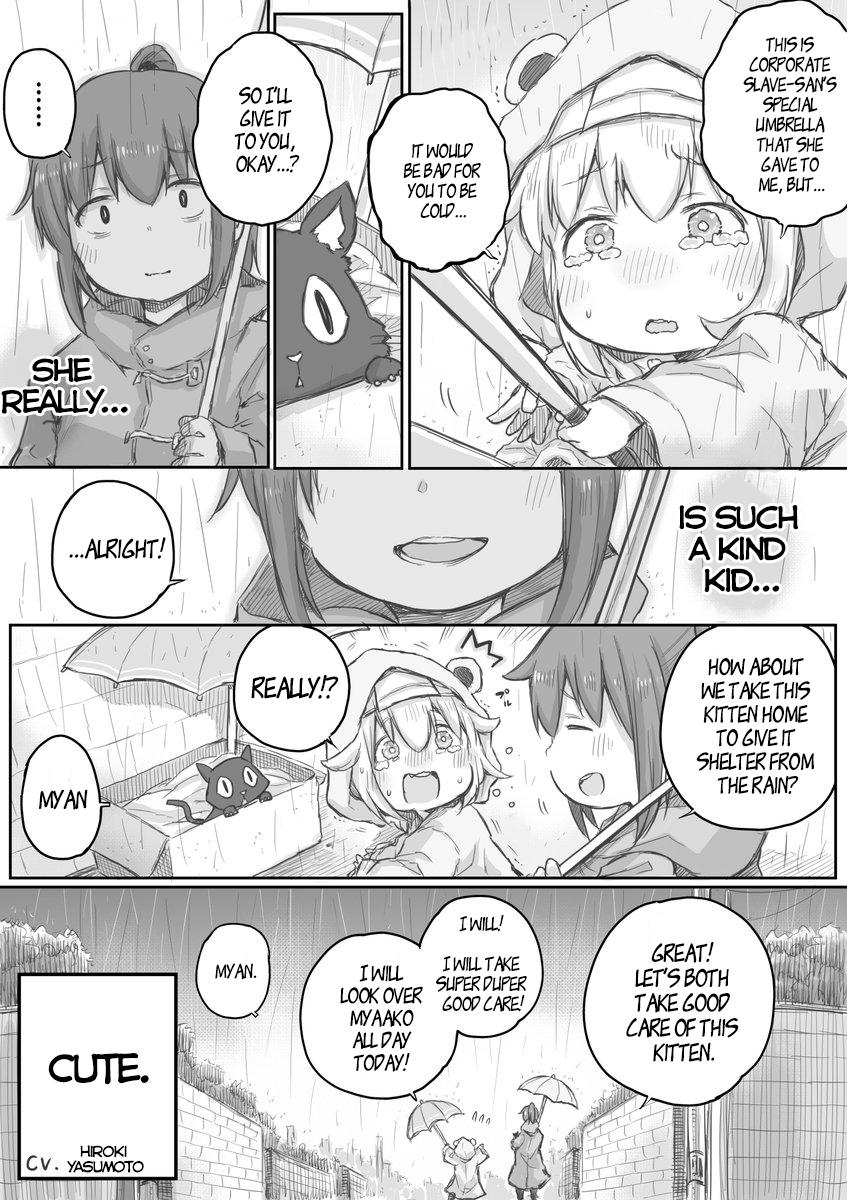 THIS IS
CORPORATE
SLAVE-SAN'S
SPECIAL
UMBRELLA
THAT SHE
GAVE TO
ME, BUT...
IT WOULD
BE BAD FOR
YOU TO BE
COLD...
SO I'LL
GIVE IT
TO YOU,
OKAY...?
......
SHE
REALLY...
IS SUCH
A KIND
KID...
...ALRIGHT!
HOW ABOUT
WE TAKE THIS
KITTEN HOME
TO GIVE IT
SHELTER FROM
THE RAIN?
REALLY!?
MYAN
GREAT!
LET'S BOTH
TAKE GOOD
CARE OF THIS
KITTEN.
I WILL!
I WILL TAKE
SUPER DUPER
GOOD CARE!
I WILL
LOOK OVER
MYAAKO
ALL DAY
TODAY!
MYAN.
CUTE.
CV. HIROKI
YASUMOTO